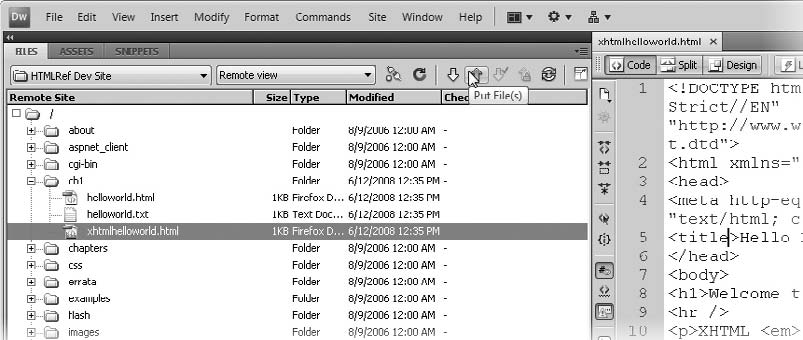 Dw File Edit View Insert Modify Format Commands Site Window Help
FILES ASSETS SNIPPETS
HTMLRef Dev Site Remote view
Put File(s)
Remote Site Size Type Modified Chec
/
about Folder 8/9/2006 12:00 AM -
aspnet_client Folder 8/9/2006 12:00 AM -
cgi-bin Folder 8/9/2006 12:00 AM -
ch1 Folder 6/12/2008 12:35 PM -
helloworld.html 1KB Firefox D... 6/12/2008 12:35 PM
helloworld.txt 1KB Text Doc... 6/12/2008 12:35 PM
xhtmlhelloworld.html 1KB Firefox D... 6/12/2008 12:35 PM
chapters Folder 8/9/2006 12:00 AM -
css Folder 8/9/2006 12:00 AM -
errata Folder 8/9/2006 12:00 AM -
examples Folder 8/9/2006 12:00 AM -
flash Folder 8/9/2006 12:00 AM -
images Folder 8/9/2006 12:00 AM -
xhtmlhelloworld.html ×
Code Split Design L
1 <!DOCTYPE htm
Strict//EN"
"http://www.w
t.dtd">
2 <html xmlns="
3 <head>
4 <meta http-eq
"text/html; c
5 <title>Hello
6 </head>
7 <body>
8 <h1>Welcome t
9 <hr />
10 <p>XHTML <em>